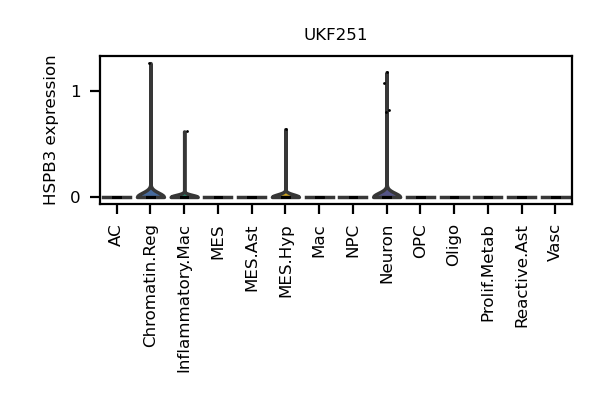 UKF251
HSPB3 expression
1
0
AC
Chromatin.Reg
Inflammatory.Mac
MES
MES.Ast
MES.Hyp
Mac
NPC
Neuron
OPC
Oligo
Prolif.Metab
Reactive.Ast
Vasc